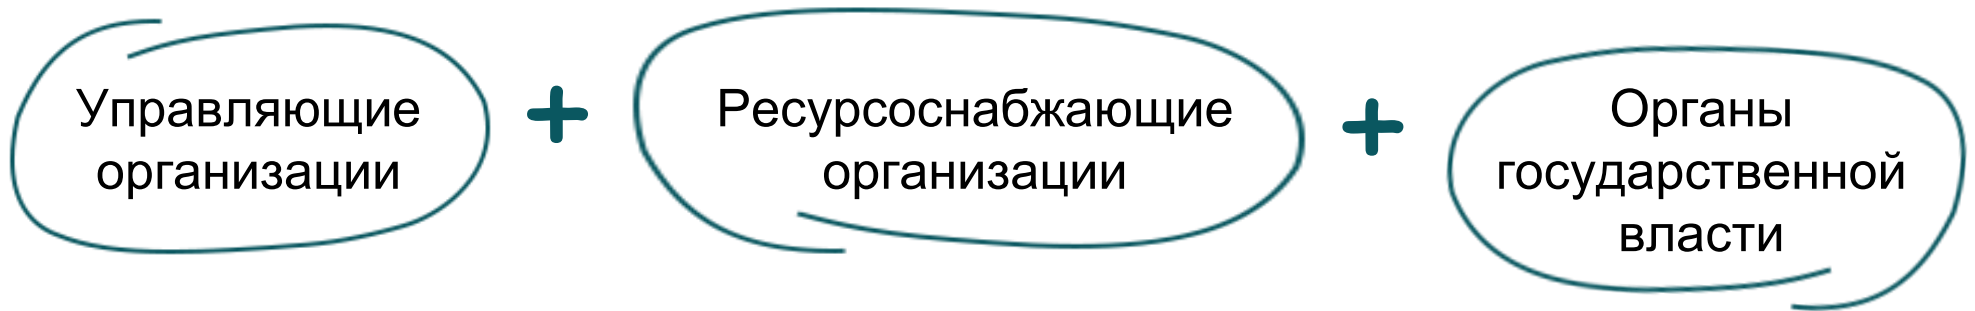 Управляющие
организации
+
Ресурсоснабжающие
организации
+
Органы
государственной
власти